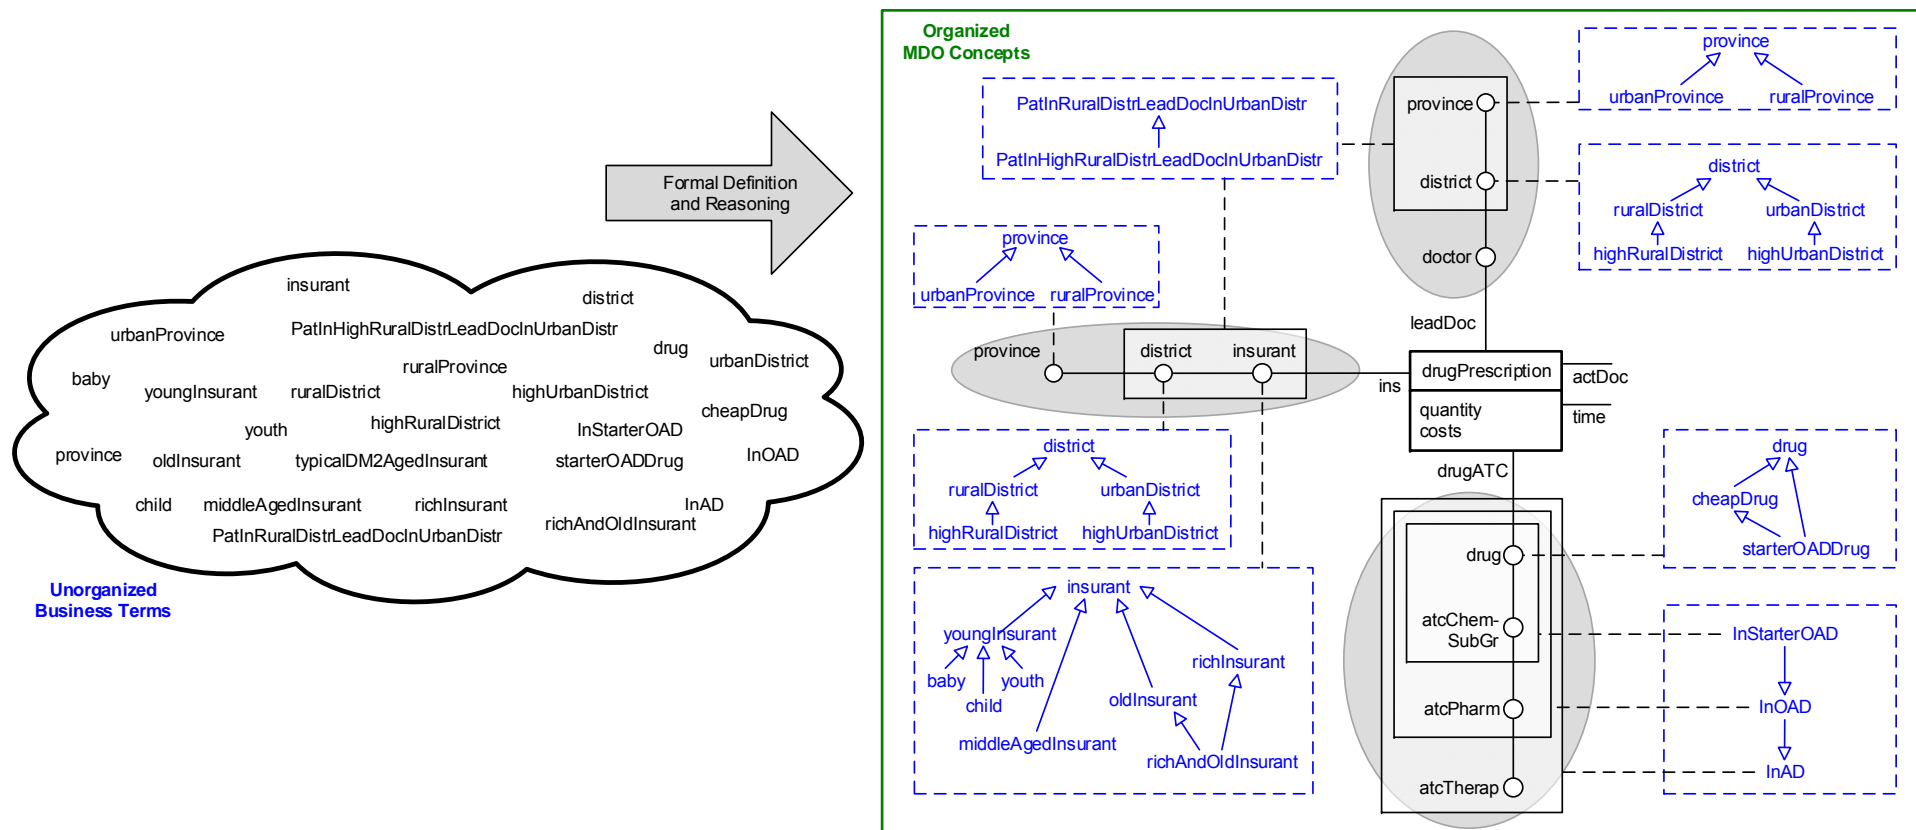 Organized
MDO Concepts
Formal Definition
and Reasoning
insurant
district
urbanProvince
PatInHighRuralDistrLeadDocInUrbanDistr
drug
urbanDistrict
baby
ruralProvince
youngInsurant
ruralDistrict
highUrbanDistrict
cheapDrug
youth
highRuralDistrict
InStarterOAD
province
oldInsurant
typicalDM2AgedInsurant
starterOADDrug
InOAD
child
middleAgedInsurant
richInsurant
InAD
richAndOldInsurant
PatInRuralDistrLeadDocInUrbanDistr
Unorganized
Business Terms
PatInRuralDistrLeadDocInUrbanDistr
PatInHighRuralDistrLeadDocInUrbanDistr
province
district
doctor
leadDoc
province
urbanProvince
ruralProvince
district
ruralDistrict
urbanDistrict
highRuralDistrict
highUrbanDistrict
province
urbanProvince
ruralProvince
province
district
insurant
ins
drugPrescription
quantity
costs
actDoc
time
drugATC
district
ruralDistrict
urbanDistrict
highRuralDistrict
highUrbanDistrict
insurant
youngInsurant
baby
youth
child
richInsurant
oldInsurant
middleAgedInsurant
richAndOldInsurant
drug
atcChem-
SubGr
atcPharm
atcTherap
drug
cheapDrug
starterOADDrug
InStarterOAD
InOAD
InAD